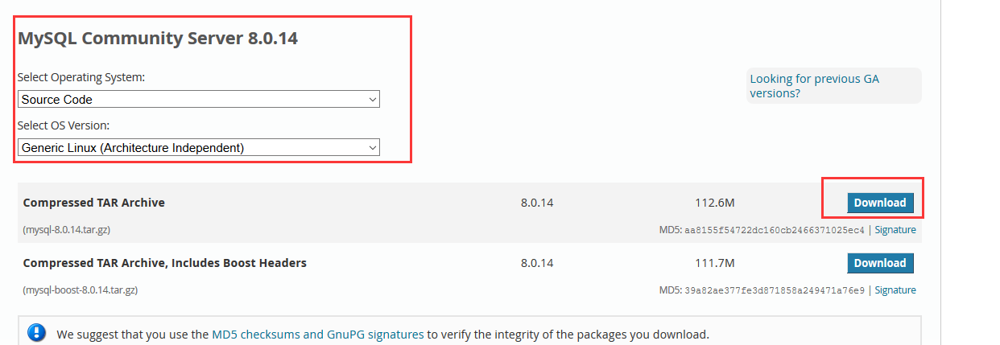 MySQL Community Server 8.0.14
Select Operating System:
Source Code
Looking for previous GA
versions?
Select OS Version:
Generic Linux (Architecture Independent)
Compressed TAR Archive 8.0.14 112.6M Download
(mysql-8.0.14.tar.gz) MD5: aa8155f54722dc160cb2466371025ec4 | Signature
Compressed TAR Archive, Includes Boost Headers 8.0.14 111.7M Download
(mysql-boost-8.0.14.tar.gz) MD5: 39a82ae377fe3d871858a249471a76e9 | Signature
We suggest that you use the MD5 checksums and GnuPG signatures to verify the integrity of the packages you download.